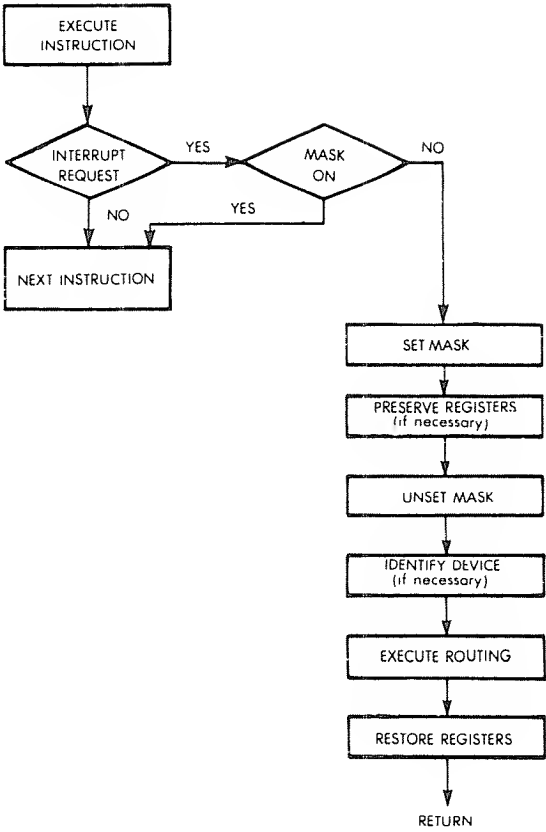 EXECUTE
INSTRUCTION
INTERRUPT
REQUEST
YES
MASK
ON
NO
NO
YES
NEXT INSTRUCTION
SET MASK
PRESERVE REGISTERS
(if necessary)
UNSET MASK
IDENTIFY DEVICE
(if necessary)
EXECUTE ROUTING
RESTORE REGISTERS
RETURN